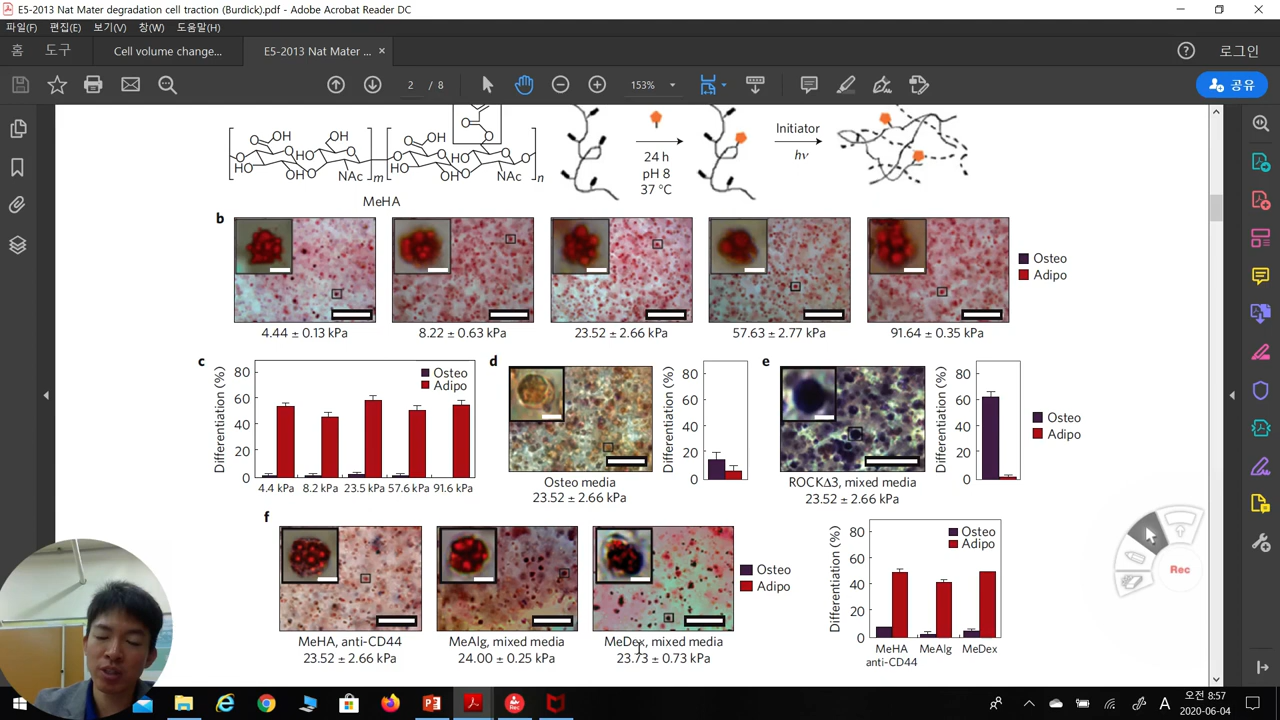 E5-2013 Nat Mater degradation cell traction (Burdick).pdf - Adobe Acrobat Reader DC
파일(F) 편집(E) 보기(V) 창(W) 도움말(H)
홈 도구 Cell volume change... E5-2013 Nat Mater ... × 로그인
2 / 8 153% 공유
OH OH OH OH
O O O O
HO HO HO HO
OH NAc m OH NAc n
MeHA
24 h
pH 8
37 °C
Initiator
hν
b
Osteo
Adipo
4.44 ± 0.13 kPa 8.22 ± 0.63 kPa 23.52 ± 2.66 kPa 57.63 ± 2.77 kPa 91.64 ± 0.35 kPa
c
Differentiation (%)
80
60
40
20
0
Osteo
Adipo
4.4 kPa 8.2 kPa 23.5 kPa 57.6 kPa 91.6 kPa
d
Osteo media
23.52 ± 2.66 kPa
Differentiation (%)
80
60
40
20
0
e
ROCKΔ3, mixed media
23.52 ± 2.66 kPa
Differentiation (%)
80
60
40
20
0
Osteo
Adipo
f
MeHA, anti-CD44
23.52 ± 2.66 kPa
MeAlg, mixed media
24.00 ± 0.25 kPa
MeDex, mixed media
23.73 ± 0.73 kPa
Osteo
Adipo
Differentiation (%)
80
60
40
20
0
Osteo
Adipo
MeHA
anti-CD44
MeAlg MeDex
Rec
A
오전 8:57
2020-06-04